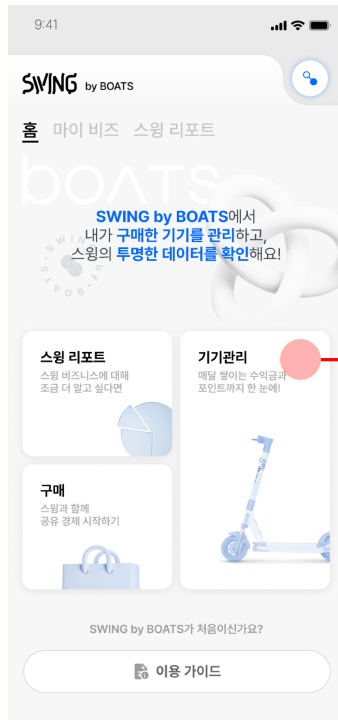 9:41
SWING by BOATS
홈 마이 비즈 스윙 리포트
BOATS
SWING by BOATS에서
내가 구매한 기기를 관리하고,
스윙의 투명한 데이터를 확인해요!
SWING BY BOATS
스윙 리포트
스윙 비즈니스에 대해
조금 더 알고 싶다면
기기관리
매달 쌓이는 수익금과
포인트까지 한 눈에!
구매
스윙과 함께
공유 경제 시작하기
SWING by BOATS가 처음이신가요?
이용 가이드